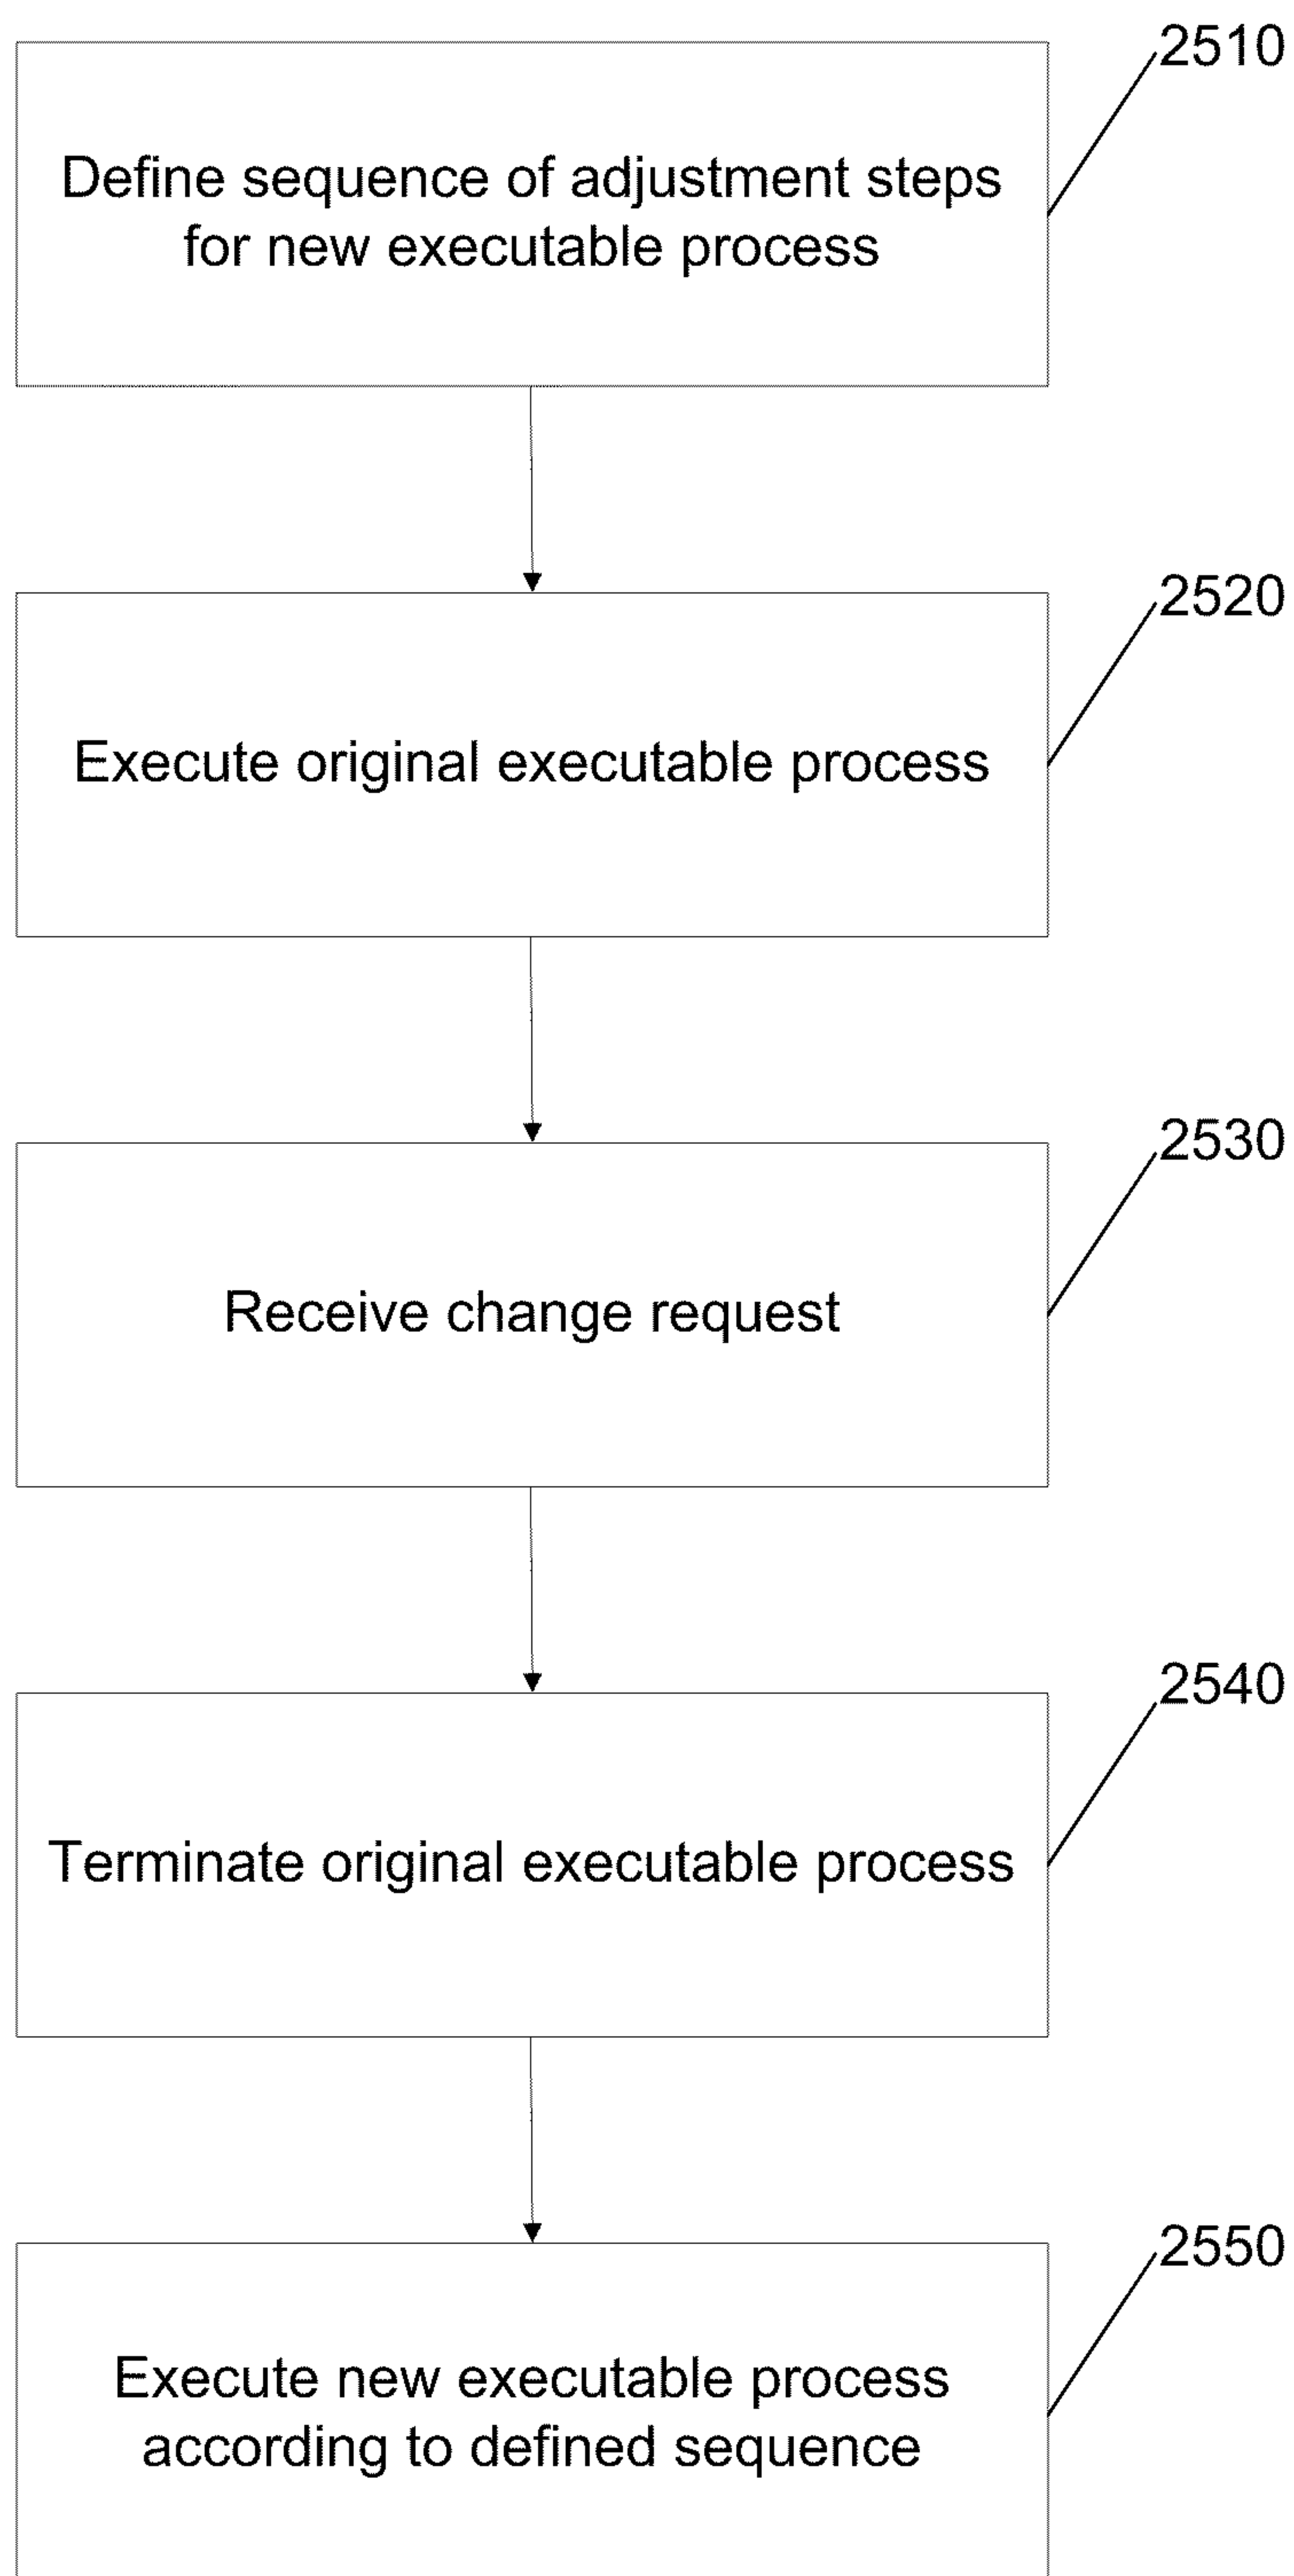 2510
Define sequence of adjustment steps
for new executable process
2520
Execute original executable process
2530
Receive change request
2540
Terminate original executable process
2550
Execute new executable process
according to defined sequence